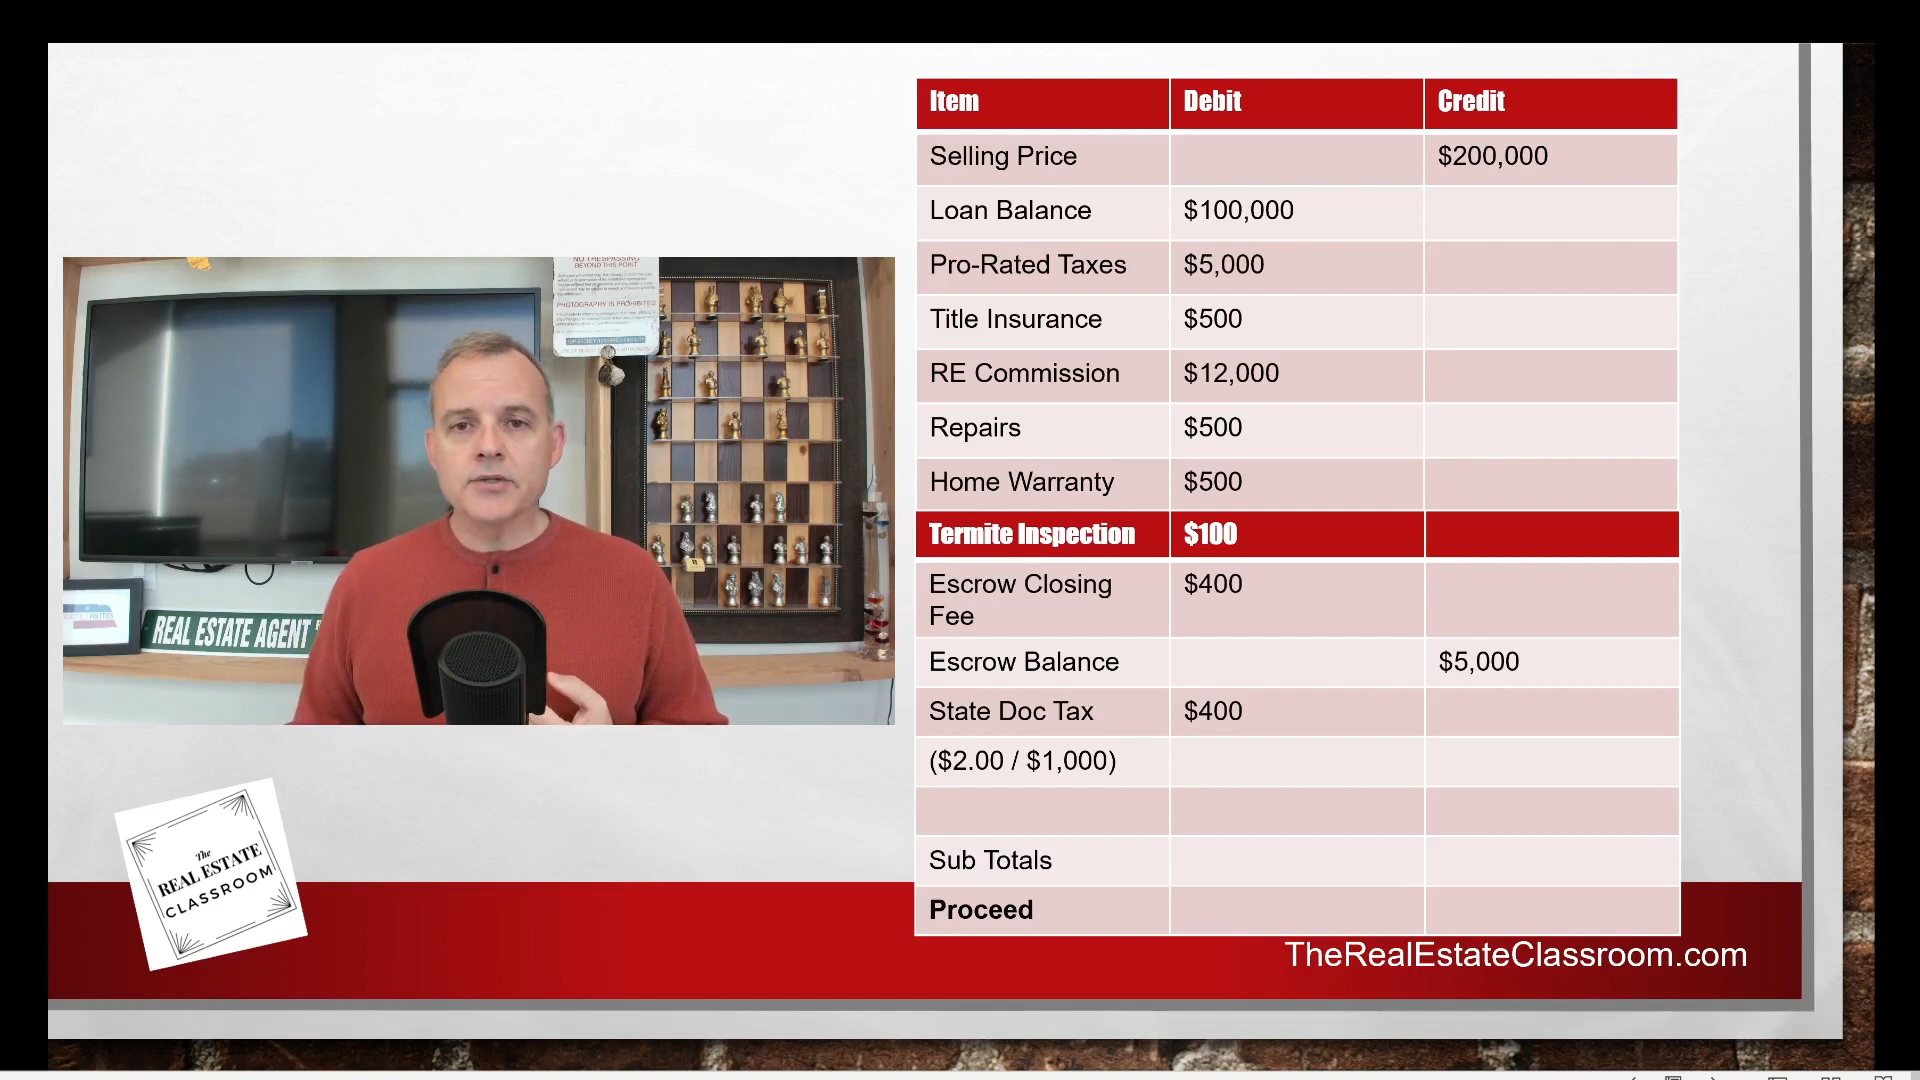 Item Debit Credit
Selling Price $200,000
Loan Balance $100,000
Pro-Rated Taxes $5,000
Title Insurance $500
RE Commission $12,000
Repairs $500
Home Warranty $500
Termite Inspection $100
Escrow Closing $400
Fee
Escrow Balance $5,000
State Doc Tax $400
($2.00 / $1,000)
Sub Totals
Proceed
NO TRESPASSING
BEYOND THIS POINT
PHOTOGRAPHY IS PROHIBITED
REAL ESTATE AGENT
The
REAL ESTATE
CLASSROOM
TheRealEstateClassroom.com